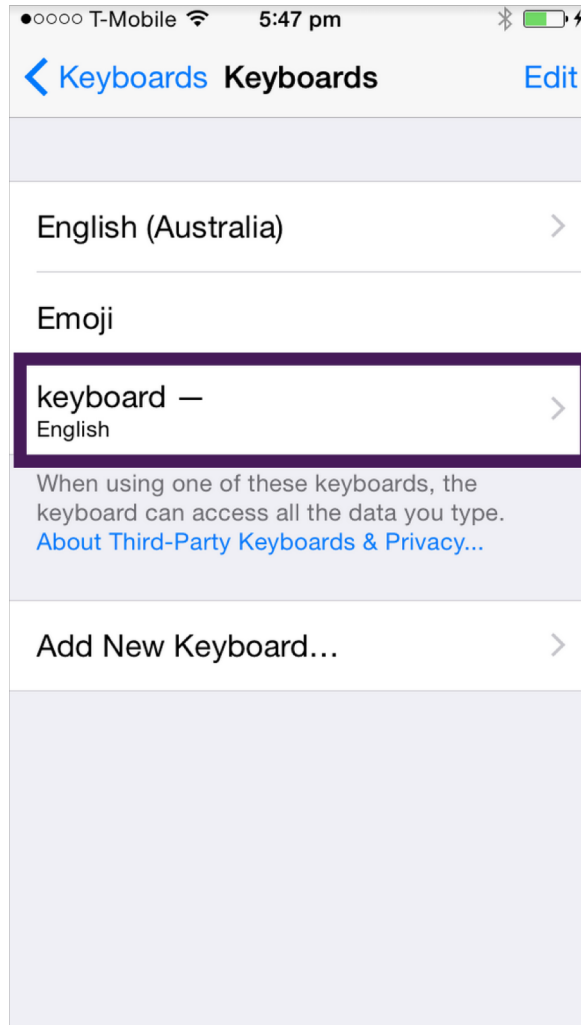 T-Mobile 5:47 pm
Keyboards Keyboards Edit
English (Australia)
Emoji
keyboard —
English
When using one of these keyboards, the
keyboard can access all the data you type.
About Third-Party Keyboards & Privacy...
Add New Keyboard...